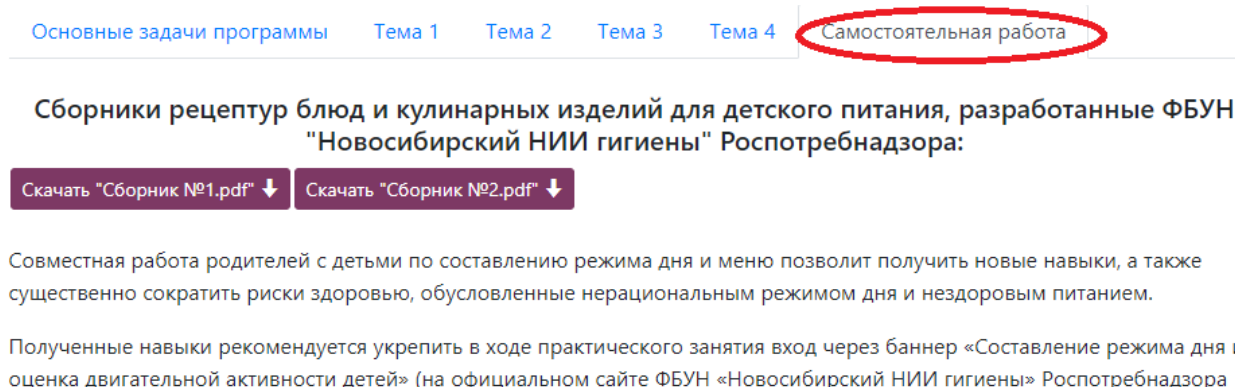 Основные задачи программы Тема 1 Тема 2 Тема 3 Тема 4 Самостоятельная работа
Сборники рецептур блюд и кулинарных изделий для детского питания, разработанные ФБУН
"Новосибирский НИИ гигиены" Роспотребнадзора:
Скачать "Сборник №1.pdf" Скачать "Сборник №2.pdf"
Совместная работа родителей с детьми по составлению режима дня и меню позволит получить новые навыки, а также
существенно сократить риски здоровью, обусловленные нерациональным режимом дня и нездоровым питанием.
Полученные навыки рекомендуется укрепить в ходе практического занятия вход через баннер «Составление режима дня и
оценка двигательной активности детей» (на официальном сайте ФБУН «Новосибирский НИИ гигиены» Роспотребнадзора